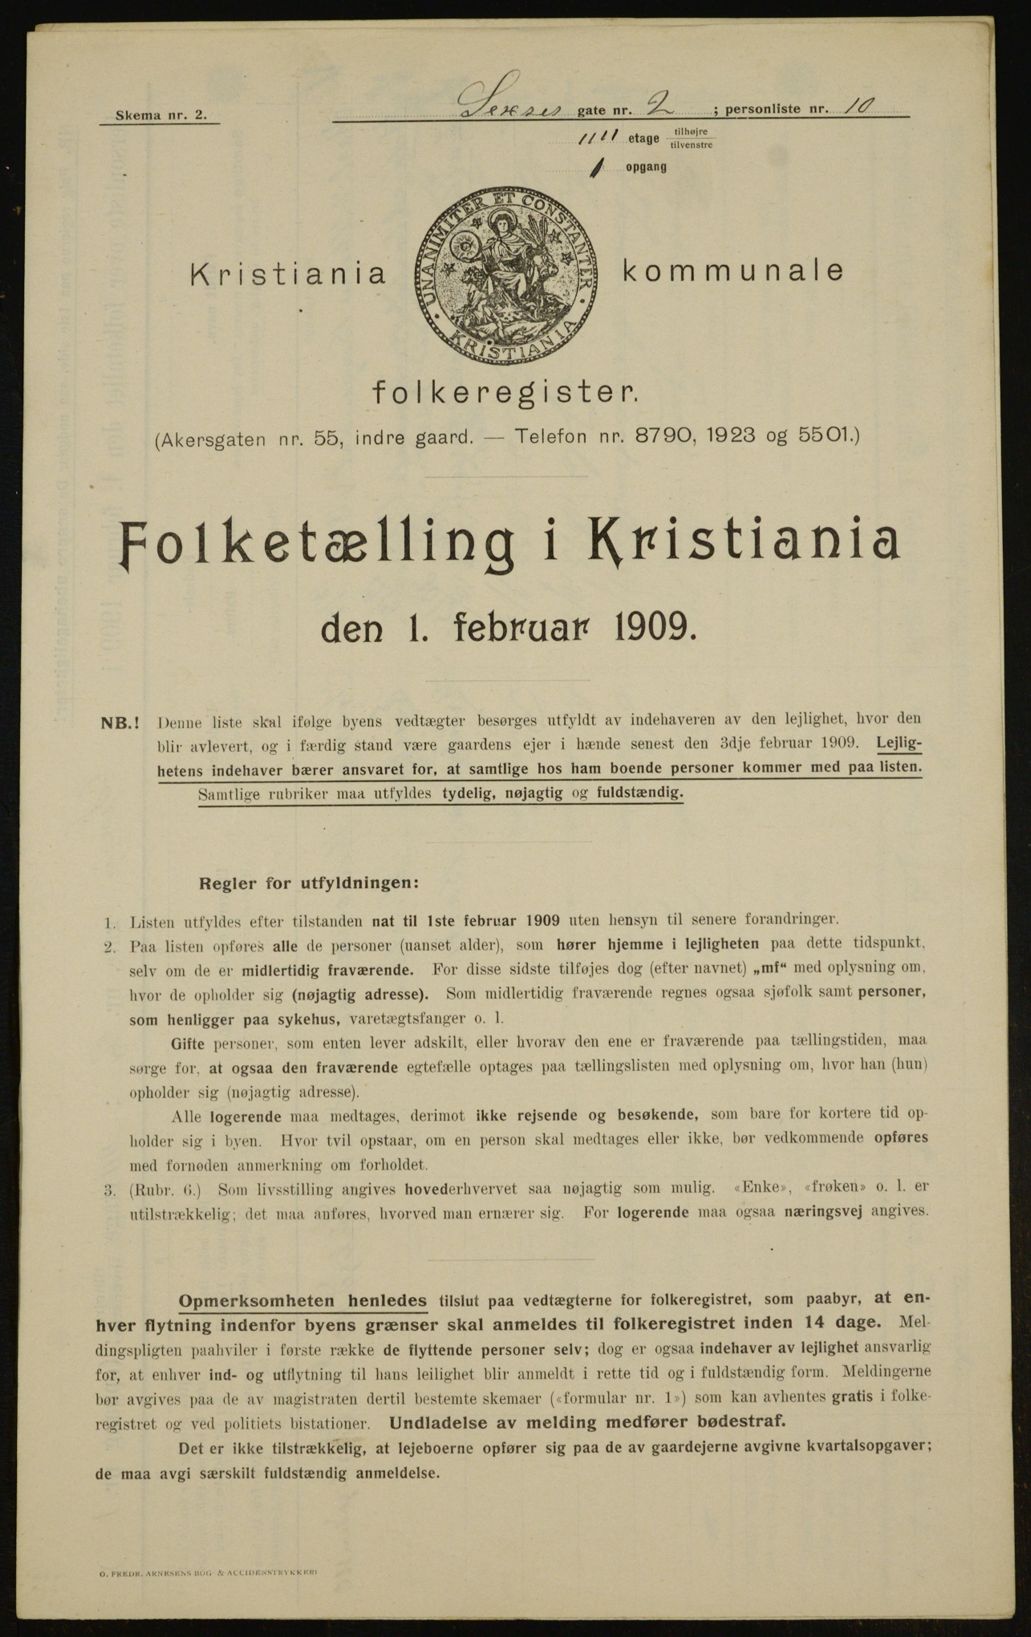 Skema nr. 2.
Sexes gate nr. 2 ; personliste nr. 10
etage tilhøjre
tilvenstre
1 opgang
UNANIMITER ET CONSTANTER
KRISTIANIA
Kristiania kommunale
folkeregister.
(Akersgaten nr. 55, indre gaard. — Telefon nr. 8790, 1923 og 5501.)
Folketælling i Kristiania
den 1. februar 1909.
NB.! Denne liste skal ifølge byens vedtægter besørges utfyldt av indehaveren av den lejlighet, hvor den
blir avlevert, og i færdig stand være gaardens ejer i hænde senest den 3dje februar 1909. Lejlig-
hetens indehaver bærer ansvaret for, at samtlige hos ham boende personer kommer med paa listen.
Samtlige rubriker maa utfyldes tydelig, nøjagtig og fuldstændig.
Regler for utfyldningen:
1. Listen utfyldes efter tilstanden nat til 1ste februar 1909 uten hensyn til senere forandringer.
2. Paa listen opføres alle de personer (uanset alder), som hører hjemme i lejligheten paa dette tidspunkt,
selv om de er midlertidig fraværende. For disse sidste tilføjes dog (efter navnet) „mf“ med oplysning om,
hvor de opholder sig (nøjagtig adresse). Som midlertidig fraværende regnes ogsaa sjøfolk samt personer,
som henligger paa sykehus, varetægtsfanger o. l.
Gifte personer, som enten lever adskilt, eller hvorav den ene er fraværende paa tællingstiden, maa
sørge for, at ogsaa den fraværende egtefælle optages paa tællingslisten med oplysning om, hvor han (hun)
opholder sig (nøjagtig adresse).
Alle logerende maa medtages, derimot ikke rejsende og besøkende, som bare for kortere tid op-
holder sig i byen. Hvor tvil opstaar, om en person skal medtages eller ikke, bør vedkommende opføres
med fornøden anmerkning om forholdet.
3. (Rubr. 6.) Som livsstilling angives hovederhvervet saa nøjagtig som mulig. «Enke», «frøken» o. l. er
utilstrækkelig; det maa anføres, hvorved man ernærer sig. For logerende maa ogsaa næringsvej angives.
Opmerksomheten henledes tilslut paa vedtægterne for folkeregistret, som paabyr, at en-
hver flytning indenfor byens grænser skal anmeldes til folkeregistret inden 14 dage. Mel-
dingspligten paahviler i første række de flyttende personer selv; dog er ogsaa indehaver av lejlighet ansvarlig
for, at enhver ind- og utflytning til hans leilighet blir anmeldt i rette tid og i fuldstændig form. Meldingerne
bør avgives paa de av magistraten dertil bestemte skemaer («formular nr. 1») som kan avhentes gratis i folke-
registret og ved politiets bistationer. Undladelse av melding medfører bødestraf.
Det er ikke tilstrækkelig, at lejeboerne opfører sig paa de av gaardejerne avgivne kvartalsopgaver;
de maa avgi særskilt fuldstændig anmeldelse.
O. FREDR. ARNESENS BOG- & ACCIDENSTRYKKERI